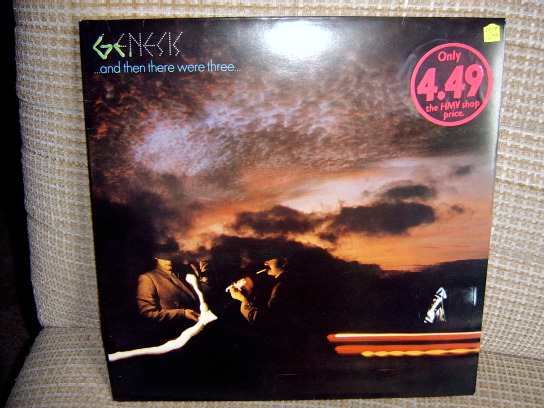 GENESIS
...and then there were three...
Only
4.49
the HMV shop
price.